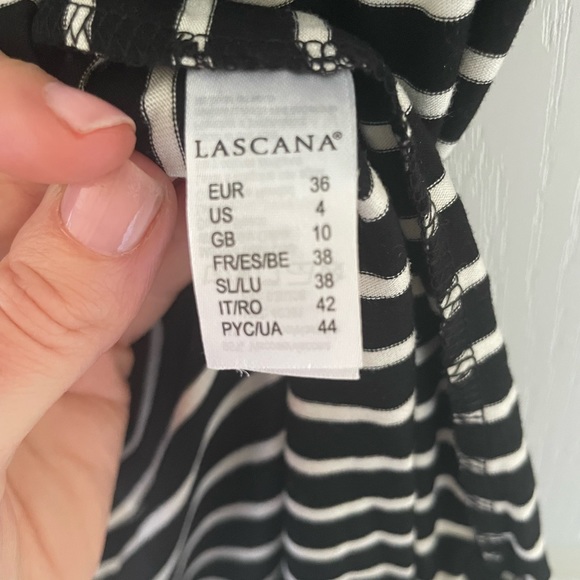 LASCANA®
EUR 36
US 4
GB 10
FR/ES/BE 38
SL/LU 38
IT/RO 42
PYC/UA 44